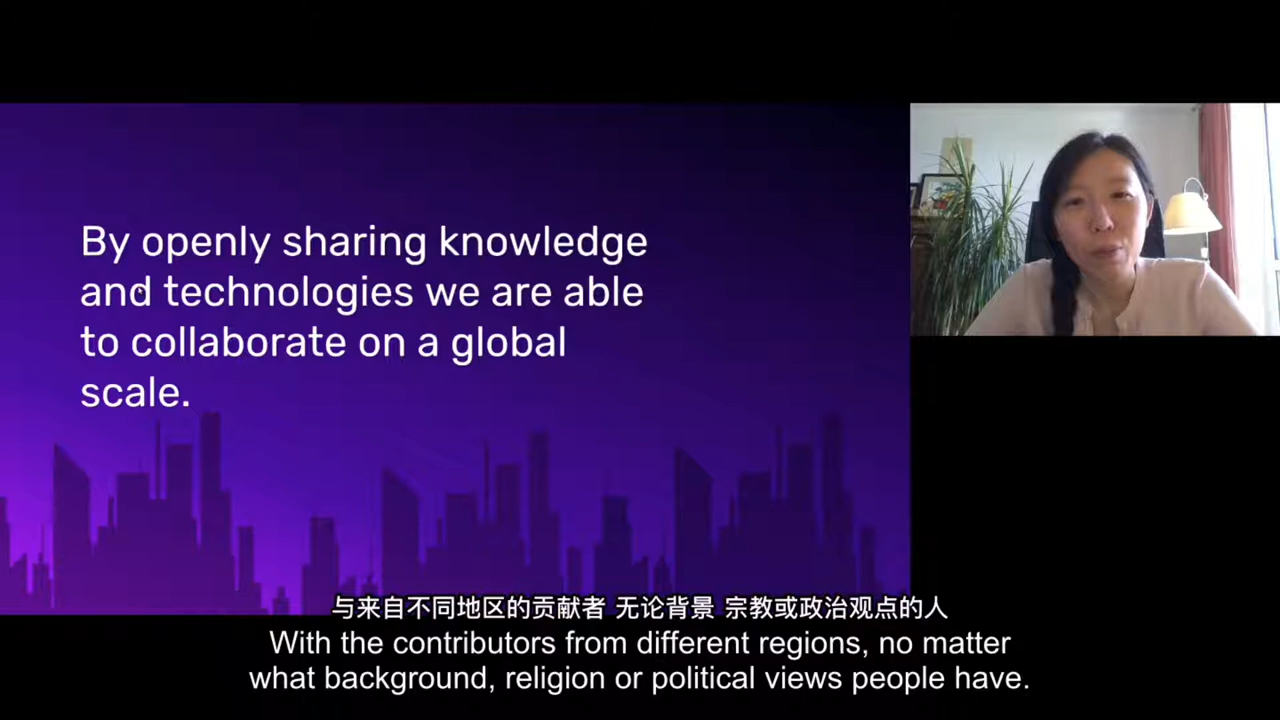 By openly sharing knowledge
and technologies we are able
to collaborate on a global
scale.
与来自不同地区的贡献者 无论背景 宗教或政治观点的人
With the contributors from different regions, no matter
what background, religion or political views people have.